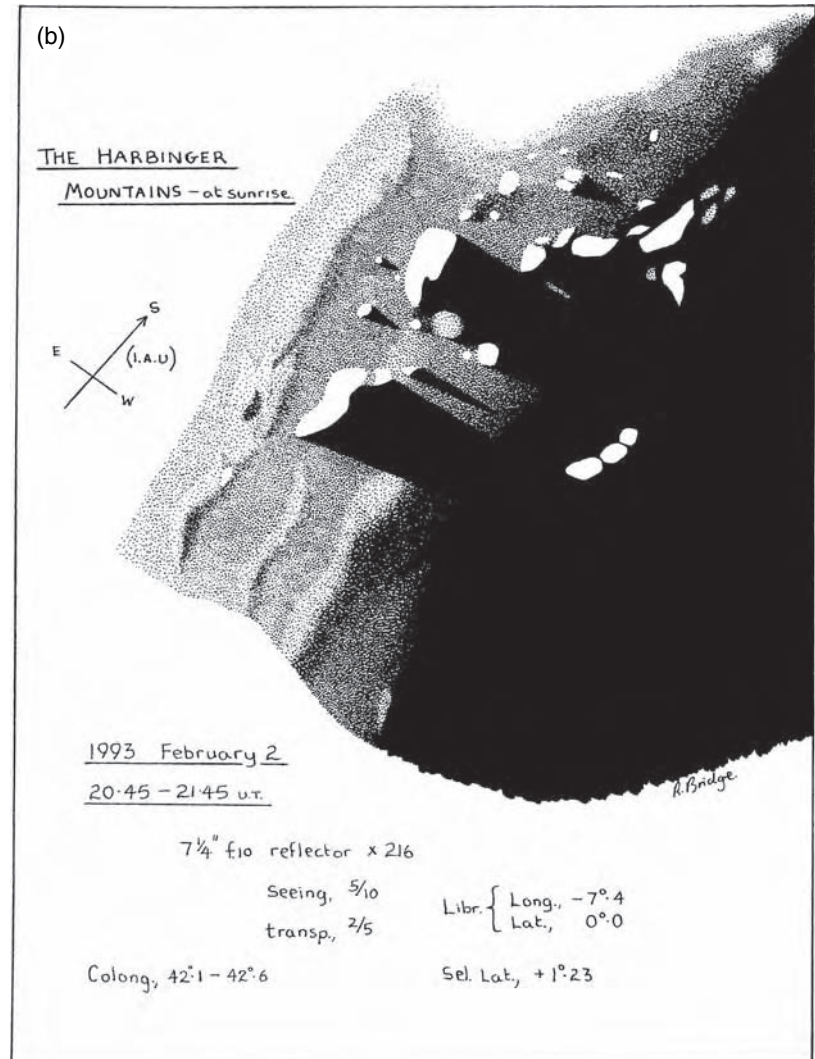 (b)
THE HARBINGER
MOUNTAINS - at sunrise
S
E
(I.A.U)
W
1993 February 2
20.45 - 21.45 U.T.
7 1/4" f.10 reflector x 216
Seeing, 5/10
transp., 2/5
Libr. { Long., -7°.4
Lat., 0°.0
Colong., 42°.1 - 42°.6
Sel. Lat., +1°.23
R. Bridge